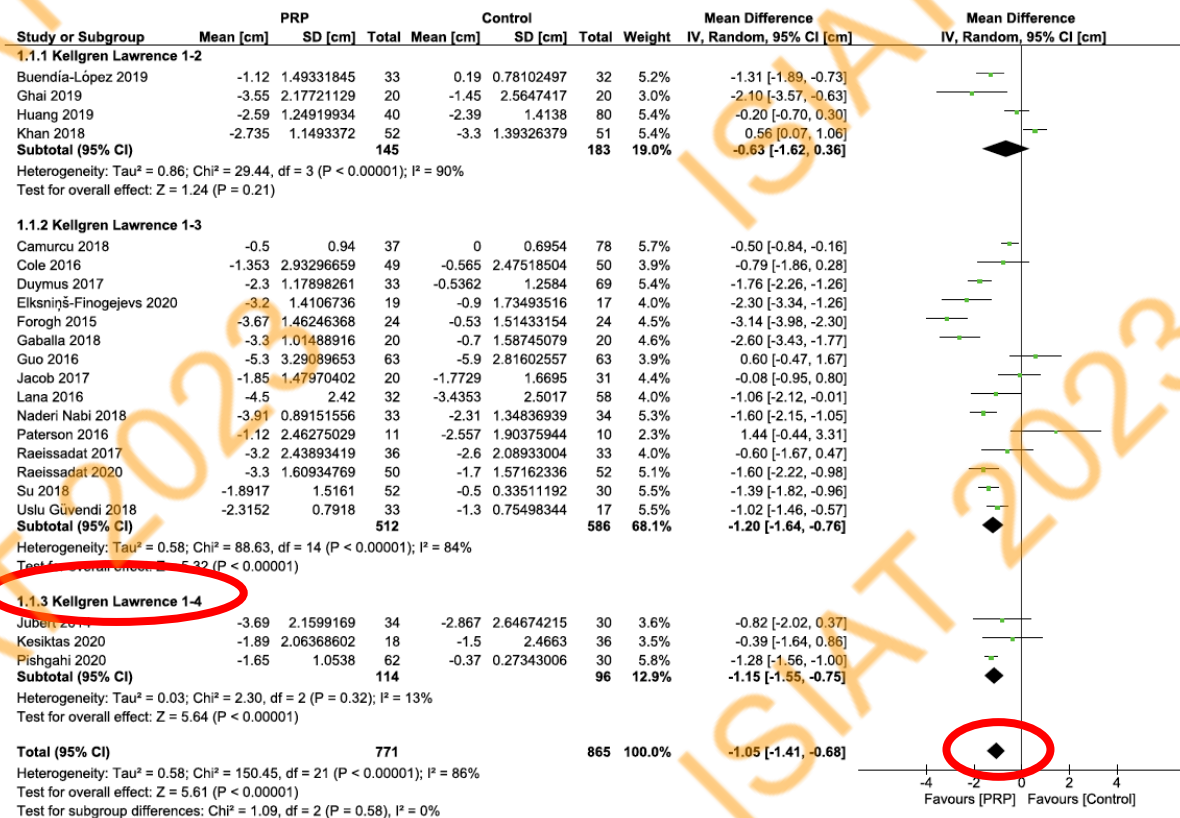 PRP Control Mean Difference Mean Difference
Study or Subgroup Mean [cm] SD [cm] Total Mean [cm] SD [cm] Total Weight IV, Random, 95% CI [cm] IV, Random, 95% CI [cm]
1.1.1 Kellgren Lawrence 1-2
Buendía-López 2019 -1.12 1.49331845 33 0.19 0.78102497 32 5.2% -1.31 [-1.89, -0.73]
Ghai 2019 -3.55 2.17721129 20 -1.45 2.5647417 20 3.0% -2.10 [-3.57, -0.63]
Huang 2019 -2.59 1.24919934 40 -2.39 1.4138 80 5.4% -0.20 [-0.70, 0.30]
Khan 2018 -2.735 1.1493372 52 -3.3 1.39326379 51 5.4% 0.56 [0.07, 1.06]
Subtotal (95% CI) 145 183 19.0% -0.63 [-1.62, 0.36]
Heterogeneity: Tau² = 0.86; Chi² = 29.44, df = 3 (P < 0.00001); I² = 90%
Test for overall effect: Z = 1.24 (P = 0.21)
1.1.2 Kellgren Lawrence 1-3
Camurcu 2018 -0.5 0.94 37 0 0.6954 78 5.7% -0.50 [-0.84, -0.16]
Cole 2016 -1.353 2.93296659 49 -0.565 2.47518504 50 3.9% -0.79 [-1.86, 0.28]
Duymus 2017 -2.3 1.17898261 33 -0.5362 1.2584 69 5.4% -1.76 [-2.26, -1.26]
Elksniņš-Finogejevs 2020 -3.2 1.4106736 19 -0.9 1.73493516 17 4.0% -2.30 [-3.34, -1.26]
Forogh 2015 -3.67 1.46246368 24 -0.53 1.51433154 24 4.5% -3.14 [-3.98, -2.30]
Gaballa 2018 -3.3 1.01488916 20 -0.7 1.58745079 20 4.5% -2.60 [-3.43, -1.77]
Guo 2016 -5.3 3.29089653 63 -5.9 2.81602557 63 3.9% 0.60 [-0.47, 1.67]
Jacob 2017 -1.85 1.47970402 20 -1.7729 1.6695 31 4.4% -0.08 [-0.95, 0.80]
Lana 2016 -4.5 2.42 32 -3.4353 2.5017 58 4.0% -1.06 [-2.12, -0.01]
Naderi Nabi 2018 -3.91 0.89151556 33 -2.31 1.34836939 34 5.3% -1.60 [-2.15, -1.05]
Paterson 2016 -1.12 2.46275029 11 -2.557 1.90375944 10 2.3% 1.44 [-0.44, 3.31]
Raeissadat 2017 -3.2 2.43893419 36 -2.6 2.08933004 33 4.0% -0.60 [-1.67, 0.47]
Raeissadat 2020 -3.3 1.60934769 50 -1.7 1.57162336 52 5.1% -1.60 [-2.22, -0.98]
Su 2018 -1.8917 1.5161 52 -0.5 0.33511192 30 5.5% -1.39 [-1.82, -0.96]
Uslu Güvendi 2018 -2.3152 0.7918 33 -1.3 0.75498344 17 5.5% -1.02 [-1.46, -0.57]
Subtotal (95% CI) 512 586 68.1% -1.20 [-1.64, -0.76]
Heterogeneity: Tau² = 0.58; Chi² = 88.63, df = 14 (P < 0.00001); I² = 84%
Test for overall effect: Z = 5.32 (P < 0.00001)
1.1.3 Kellgren Lawrence 1-4
Jubert -3.69 2.1599169 34 -2.867 2.64674215 30 3.6% -0.82 [-2.02, 0.37]
Kesiktas 2020 -1.89 2.06368602 18 -1.5 2.4663 36 3.5% -0.39 [-1.64, 0.86]
Pishgahi 2020 -1.65 1.0538 62 -0.37 0.27343006 30 5.8% -1.28 [-1.56, -1.00]
Subtotal (95% CI) 114 96 12.9% -1.15 [-1.55, -0.75]
Heterogeneity: Tau² = 0.03; Chi² = 2.30, df = 2 (P = 0.32); I² = 13%
Test for overall effect: Z = 5.64 (P < 0.00001)
Total (95% CI) 771 865 100.0% -1.05 [-1.41, -0.68]
Heterogeneity: Tau² = 0.58; Chi² = 150.45, df = 21 (P < 0.00001); I² = 86%
Test for overall effect: Z = 5.61 (P < 0.00001)
Test for subgroup differences: Chi² = 1.09, df = 2 (P = 0.58), I² = 0%
-4 -2 0 2 4
Favours [PRP] Favours [Control]
ISIAT 2023
ISIAT 2023